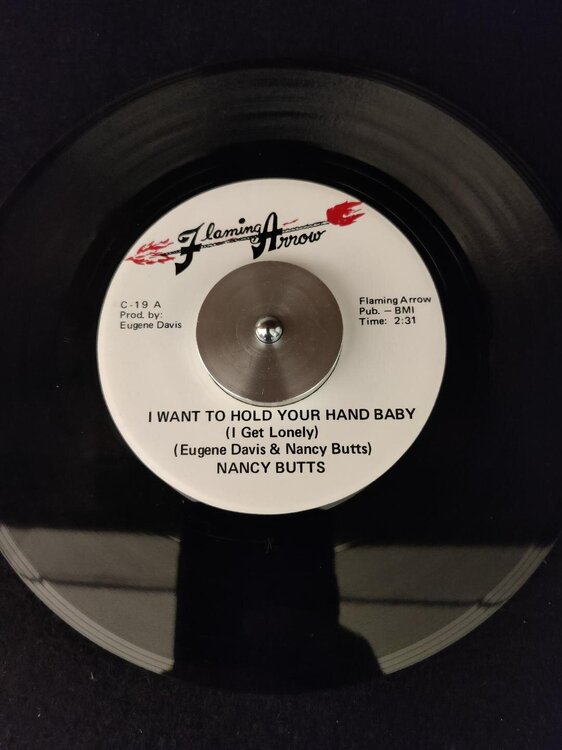 Flaming Arrow
C-19 A
Prod. by:
Eugene Davis
Flaming Arrow
Pub. – BMI
Time: 2:31
I WANT TO HOLD YOUR HAND BABY
(I Get Lonely)
(Eugene Davis & Nancy Butts)
NANCY BUTTS